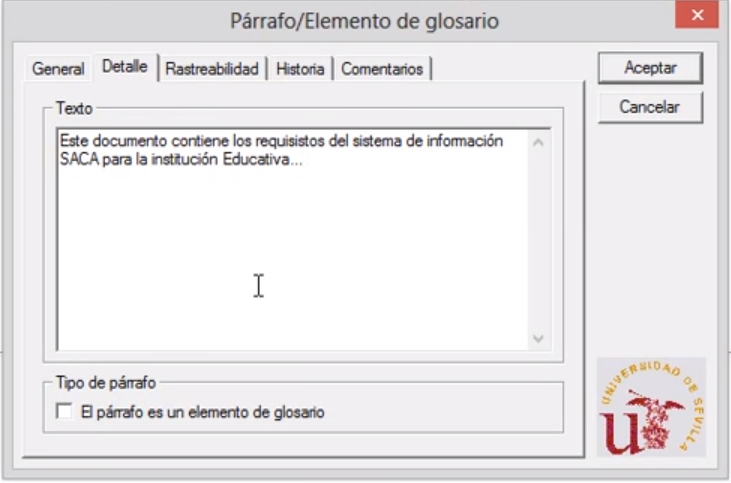 Párrafo/Elemento de glosario
General Detalle Rastreabilidad Historia Comentarios
Aceptar
Cancelar
Texto
Este documento contiene los requisistos del sistema de información
SACA para la institución Educativa...
Tipo de párrafo
El párrafo es un elemento de glosario
UNIVERSIDAD DE SEVILLA
U